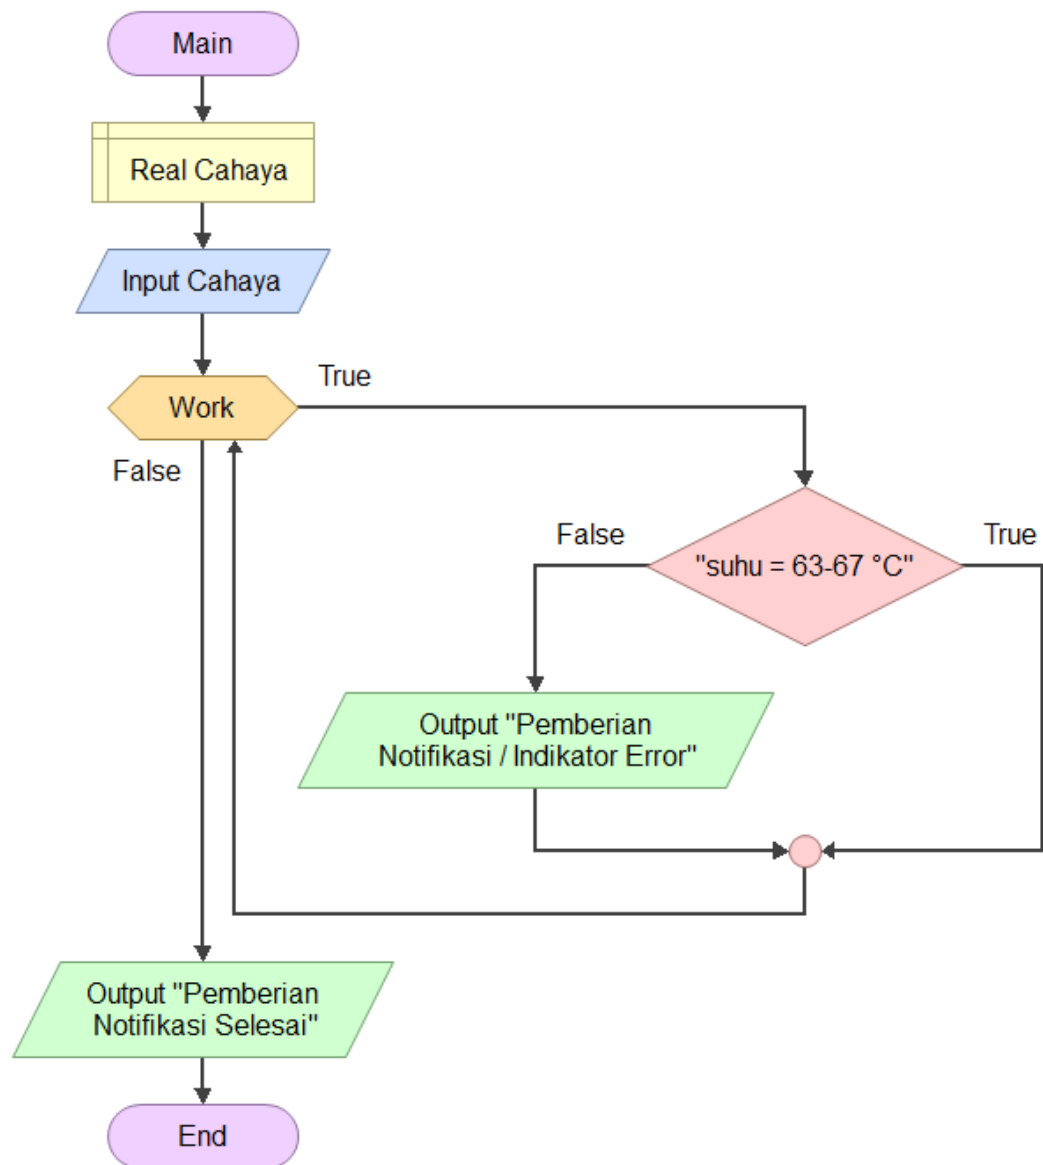 Main
Real Cahaya
Input Cahaya
True
Work
False
False
True
"suhu = 63-67 °C"
Output "Pemberian
Notifikasi / Indikator Error"
Output "Pemberian
Notifikasi Selesai"
End